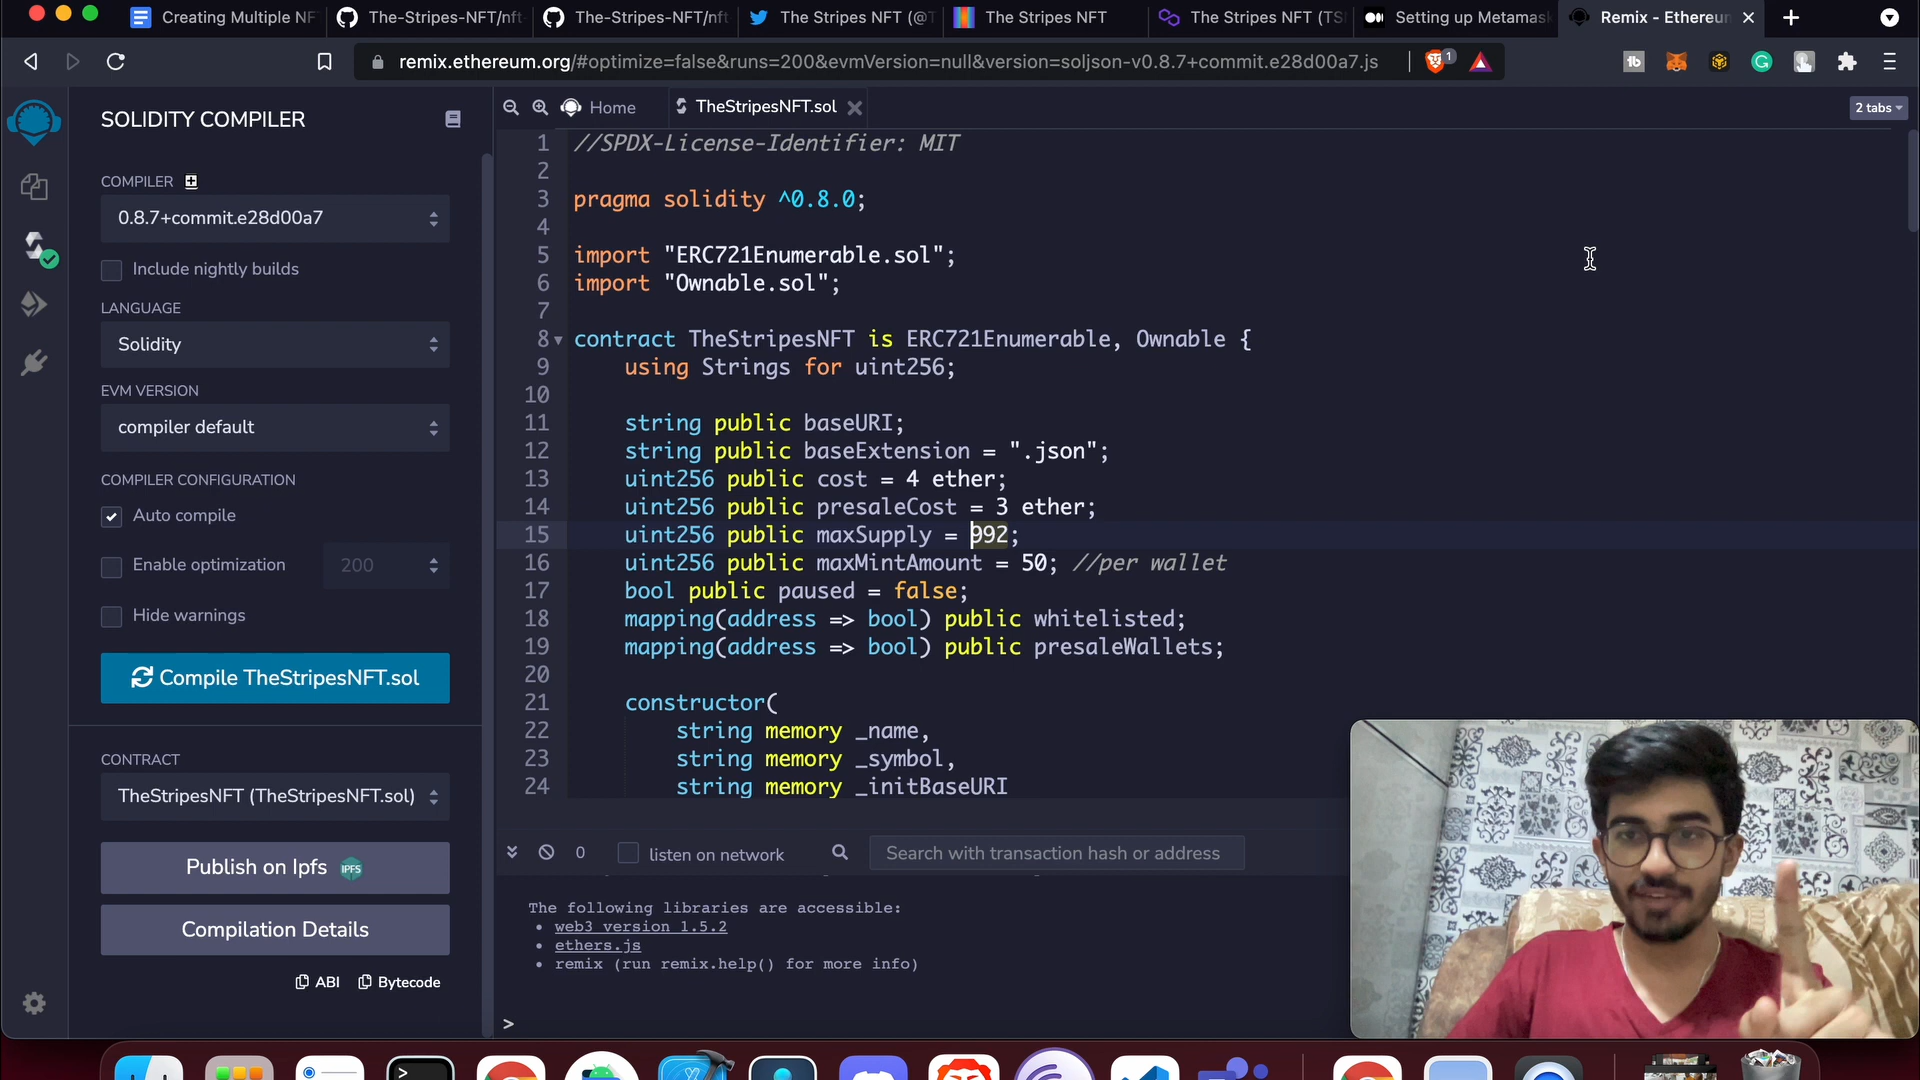 Creating Multiple NF
The-Stripes-NFT/nft-
The-Stripes-NFT/nft
The Stripes NFT (@T
The Stripes NFT
The Stripes NFT (TS
Setting up Metamask
Remix - Ethereum
remix.ethereum.org/#optimize=false&runs=200&evmVersion=null&version=soljson-v0.8.7+commit.e28d00a7.js
1
SOLIDITY COMPILER
COMPILER
0.8.7+commit.e28d00a7
Include nightly builds
LANGUAGE
Solidity
EVM VERSION
compiler default
COMPILER CONFIGURATION
Auto compile
Enable optimization
200
Hide warnings
Compile TheStripesNFT.sol
CONTRACT
TheStripesNFT (TheStripesNFT.sol)
Publish on Ipfs
IPFS
Compilation Details
ABI
Bytecode
Home
TheStripesNFT.sol
2 tabs
1 //SPDX-License-Identifier: MIT
2
3 pragma solidity ^0.8.0;
4
5 import "ERC721Enumerable.sol";
6 import "Ownable.sol";
7
8 contract TheStripesNFT is ERC721Enumerable, Ownable {
9 using Strings for uint256;
10
11 string public baseURI;
12 string public baseExtension = ".json";
13 uint256 public cost = 4 ether;
14 uint256 public presaleCost = 3 ether;
15 uint256 public maxSupply = 992;
16 uint256 public maxMintAmount = 50; //per wallet
17 bool public paused = false;
18 mapping(address => bool) public whitelisted;
19 mapping(address => bool) public presaleWallets;
20
21 constructor(
22 string memory _name,
23 string memory _symbol,
24 string memory _initBaseURI
0
listen on network
Search with transaction hash or address
The following libraries are accessible:
• web3 version 1.5.2
• ethers.js
• remix (run remix.help() for more info)
>